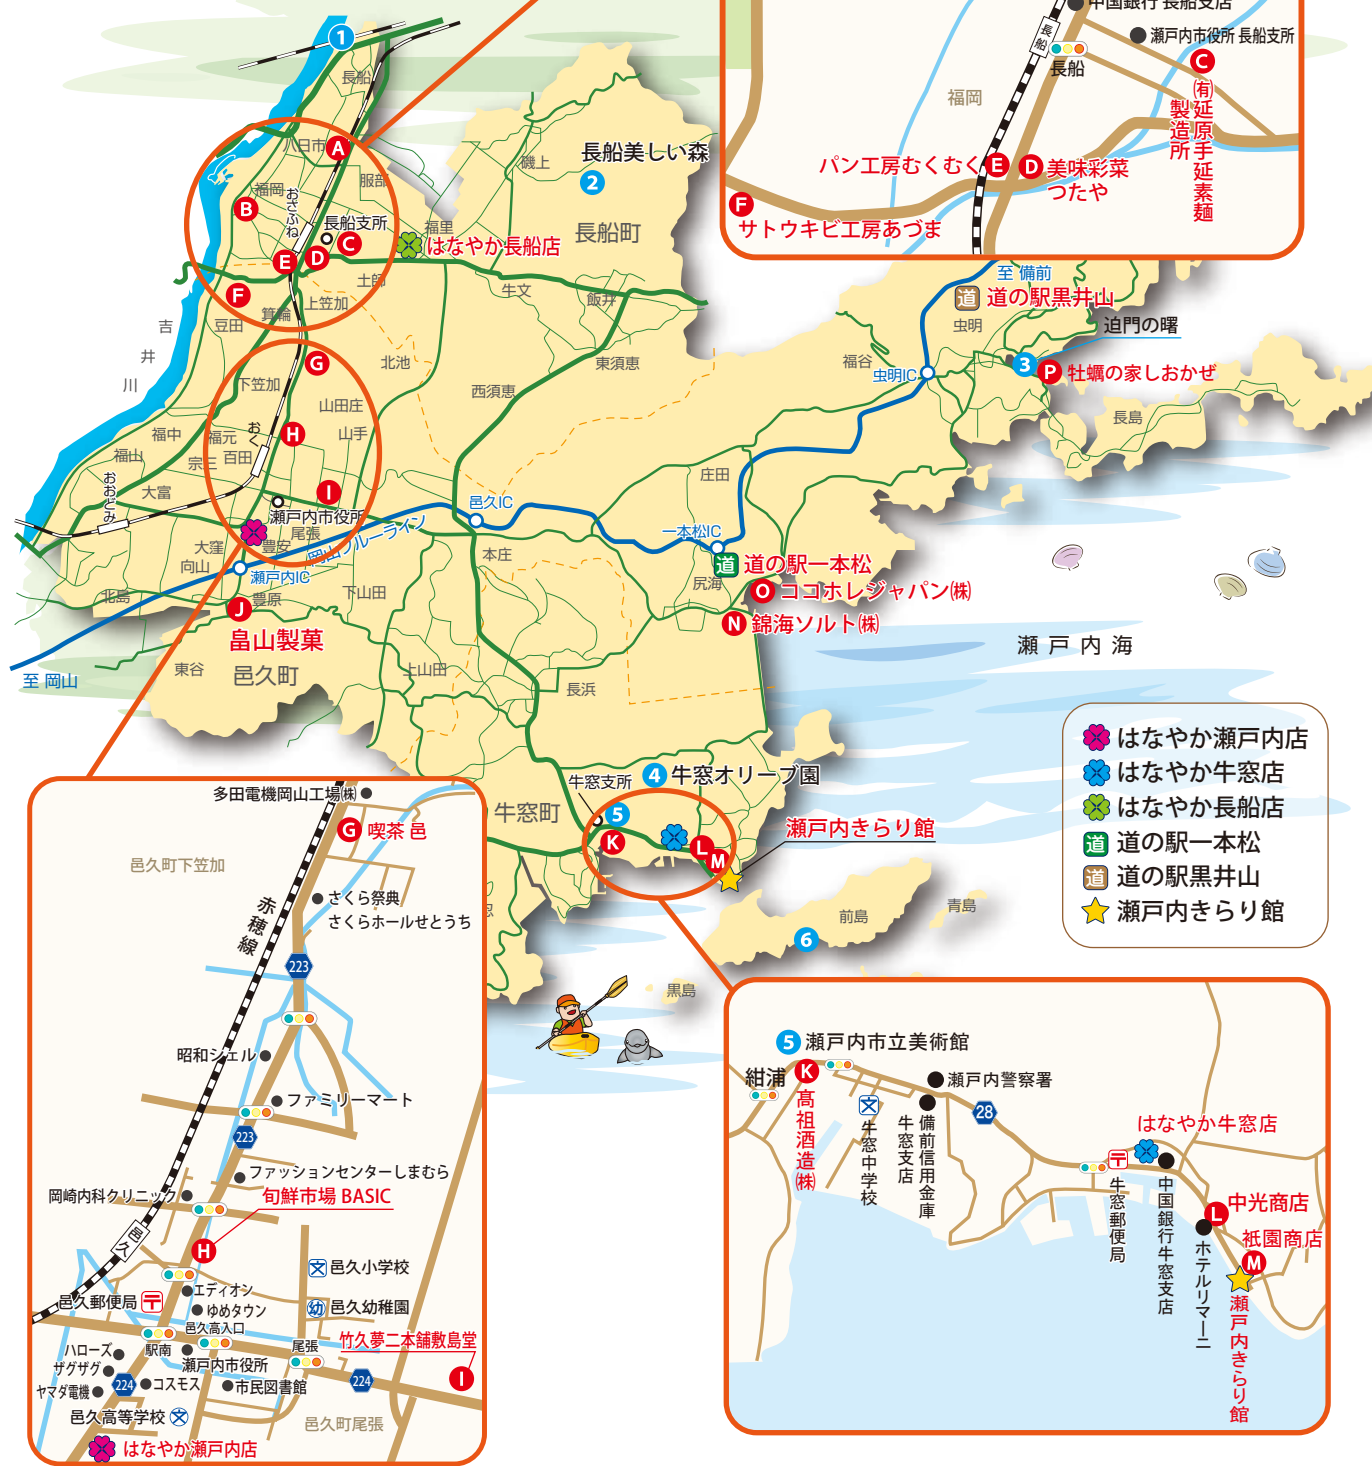 中国銀行 長船支店
瀬戸内市役所 長船支所
長船
長船
福岡
C
㈲延原手延素麺
製造所
パン工房むくむく
E
D
美味彩菜
つたや
F
サトウキビ工房あづま
1
長船
八日市
A
服部
福岡
B
おさふね
長船支所
C
福里
はなやか長船店
E
D
F
土師
上笠加
箕輪
豆田
磯上
長船美しい森
2
長船町
牛文
飯井
吉井川
G
北池
下笠加
山田庄
西須恵
東須恵
福中
福元
おく
H
山手
福山
宗三
百田
おおどみ
大富
I
瀬戸内市役所
尾張
大窪
豊安
岡山ブルーライン
向山
瀬戸内IC
北島
豊原
下山田
J
畠山製菓
至 岡山
東谷
邑久町
上山田
邑久IC
本庄
長浜
庄田
一本松IC
道
道の駅一本松
尻海
O
ココホレジャパン㈱
N
錦海ソルト㈱
至 備前
道
道の駅黒井山
虫明
迫門の曙
福谷
虫明IC
3
P
牡蠣の家しおかぜ
長島
瀬戸内海
はなやか瀬戸内店
はなやか牛窓店
はなやか長船店
道 道の駅一本松
道 道の駅黒井山
瀬戸内きらり館
牛窓支所
4
牛窓オリーブ園
牛窓町
5
K
L
M
瀬戸内きらり館
前島
青島
6
黒島
多田電機岡山工場㈱
G
喫茶 邑
邑久町下笠加
赤穂線
さくら祭典
さくらホールせとうち
223
昭和シェル
ファミリーマート
223
ファッションセンターしまむら
岡崎内科クリニック
旬鮮市場 BASIC
邑久
H
文
邑久小学校
エディオン
邑久郵便局
〒
ゆめタウン
幼
邑久幼稚園
邑久高入口
竹久夢二本舗敷島堂
駅南
尾張
ハローズ
瀬戸内市役所
ザグザグ
224
コスモス
市民図書館
224
I
ヤマダ電機
邑久高等学校
文
邑久町尾張
はなやか瀬戸内店
5
瀬戸内市立美術館
紺浦
K
髙祖酒造㈱
瀬戸内警察署
文
牛窓中学校
備前信用金庫
牛窓支店
28
はなやか牛窓店
〒
牛窓郵便局
中国銀行牛窓支店
L
中光商店
ホテルリマーニ
祇園商店
M
瀬戸内きらり館